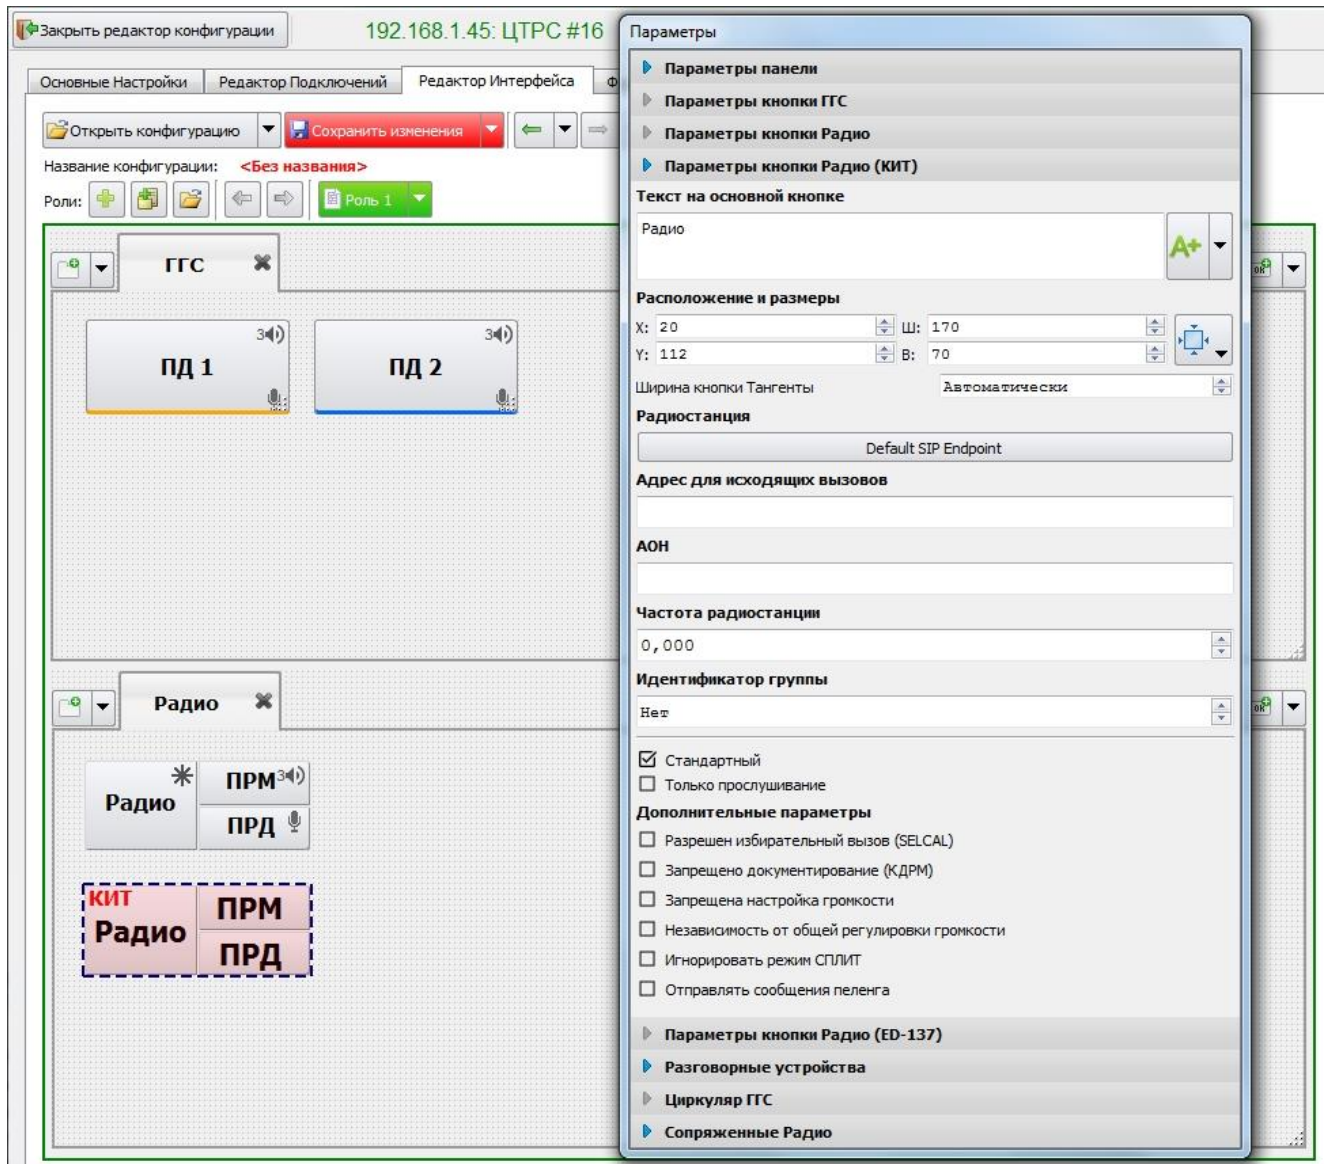 Закрыть редактор конфигурации
192.168.1.45: ЦТРС #16
Основные Настройки
Редактор Подключений
Редактор Интерфейса
Ф
Открыть конфигурацию
Сохранить изменения
Название конфигурации: <Без названия>
Роли:
Роль 1
ГГС
ПД 1
3
ПД 2
3
Радио
Радио
ПРМ
3
ПРД
КИТ
Радио
ПРМ
ПРД
Параметры
Параметры панели
Параметры кнопки ГГС
Параметры кнопки Радио
Параметры кнопки Радио (КИТ)
Текст на основной кнопке
Радио
A+
Расположение и размеры
X: 20 Ш: 170
Y: 112 В: 70
Ширина кнопки Тангенты Автоматически
Радиостанция
Default SIP Endpoint
Адрес для исходящих вызовов
АОН
Частота радиостанции
0,000
Идентификатор группы
Нет
Стандартный
Только прослушивание
Дополнительные параметры
Разрешен избирательный вызов (SELCAL)
Запрещено документирование (КДРМ)
Запрещена настройка громкости
Независимость от общей регулировки громкости
Игнорировать режим СПЛИТ
Отправлять сообщения пеленга
Параметры кнопки Радио (ED-137)
Разговорные устройства
Циркуляр ГГС
Сопряженные Радио